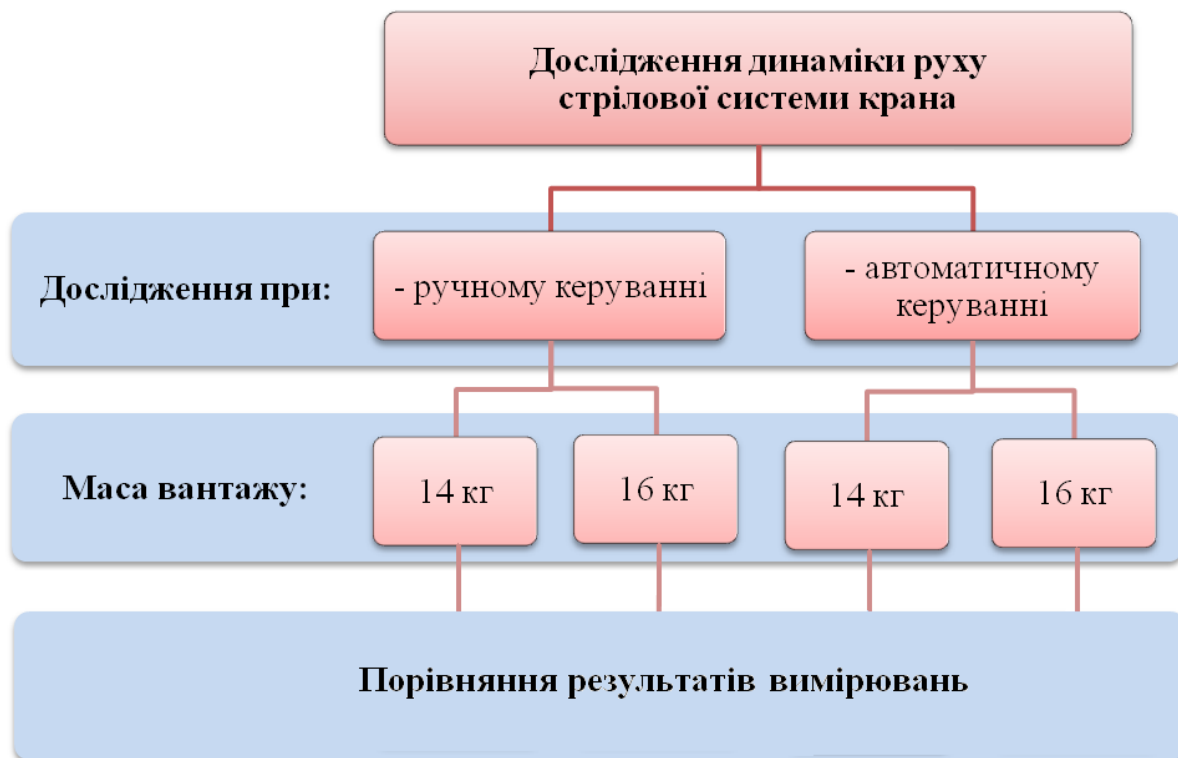 Дослідження динаміки руху
стрілової системи крана
Дослідження при:
- ручному керуванні
- автоматичному
керуванні
Маса вантажу:
14 кг
16 кг
14 кг
16 кг
Порівняння результатів вимірювань